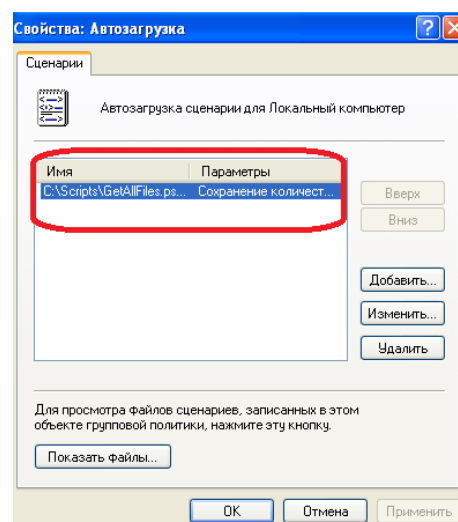 Свойства: Автозагрузка
Сценарии
Автозагрузка сценарии для Локальный компьютер
Имя Параметры
C:\Scripts\GetAllFiles.ps... Сохранение количест...
Вверх
Вниз
Добавить...
Изменить...
Удалить
Для просмотра файлов сценариев, записанных в этом
объекте групповой политики, нажмите эту кнопку.
Показать файлы...
OK Отмена Применить